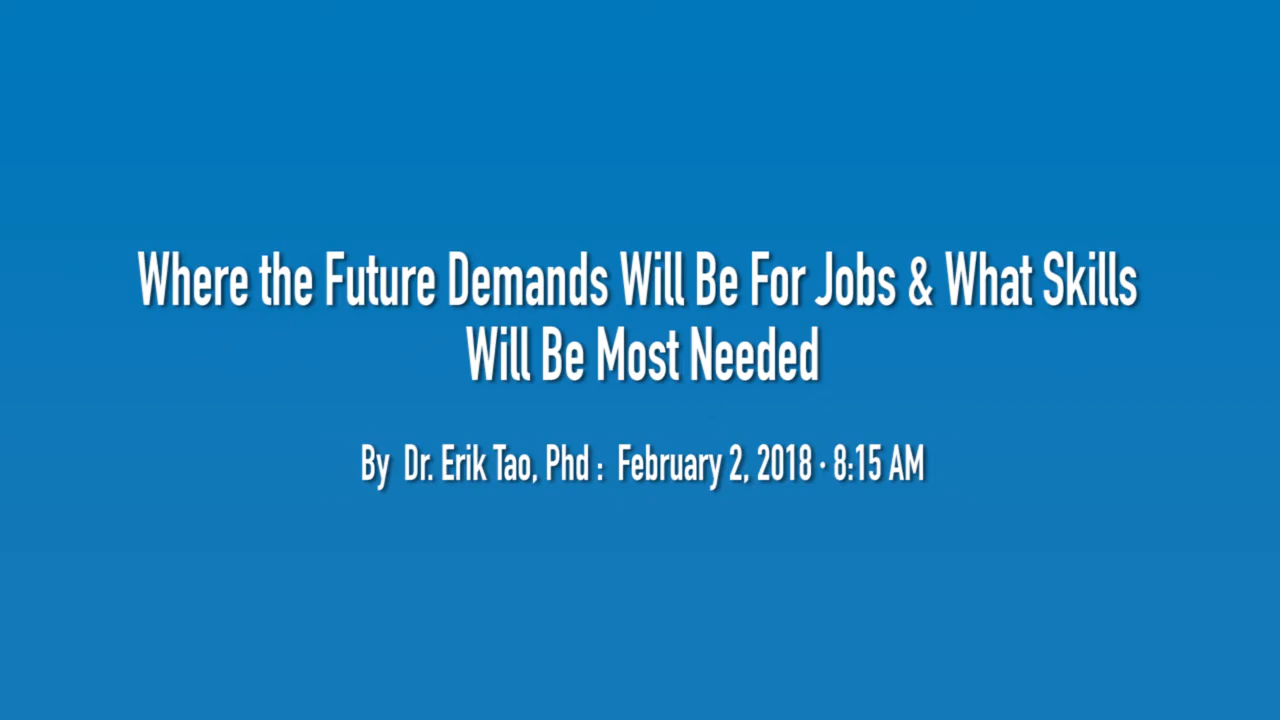 Where the Future Demands Will Be For Jobs & What Skills
Will Be Most Needed
By Dr. Erik Tao, Phd : February 2, 2018 · 8:15 AM